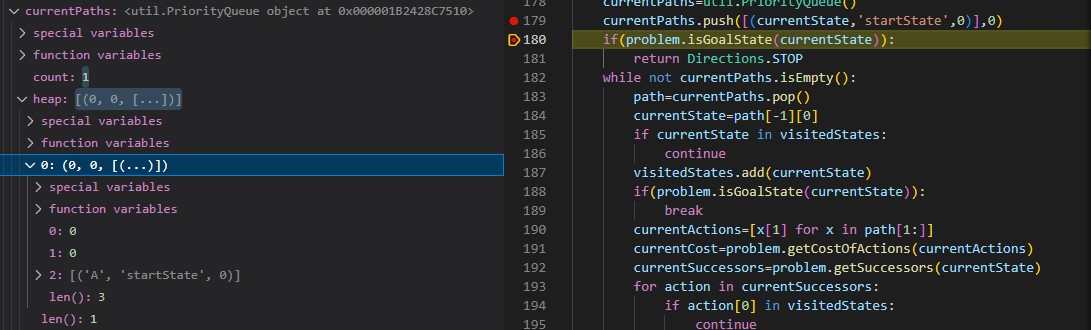 currentPaths: <util.PriorityQueue object at 0x000001B2428C7510>
special variables
function variables
count: 1
heap: [(0, 0, [...])]
special variables
function variables
0: (0, 0, [(...)])
special variables
function variables
0: 0
1: 0
2: [('A', 'startState', 0)]
len(): 3
len(): 1
178 currentPaths=util.PriorityQueue()
179 currentPaths.push([(currentState,'startState',0)],0)
180 if(problem.isGoalState(currentState)):
181 return Directions.STOP
182 while not currentPaths.isEmpty():
183 path=currentPaths.pop()
184 currentState=path[-1][0]
185 if currentState in visitedStates:
186 continue
187 visitedStates.add(currentState)
188 if(problem.isGoalState(currentState)):
189 break
190 currentActions=[x[1] for x in path[1:]]
191 currentCost=problem.getCostOfActions(currentActions)
192 currentSuccessors=problem.getSuccessors(currentState)
193 for action in currentSuccessors:
194 if action[0] in visitedStates:
195 continue